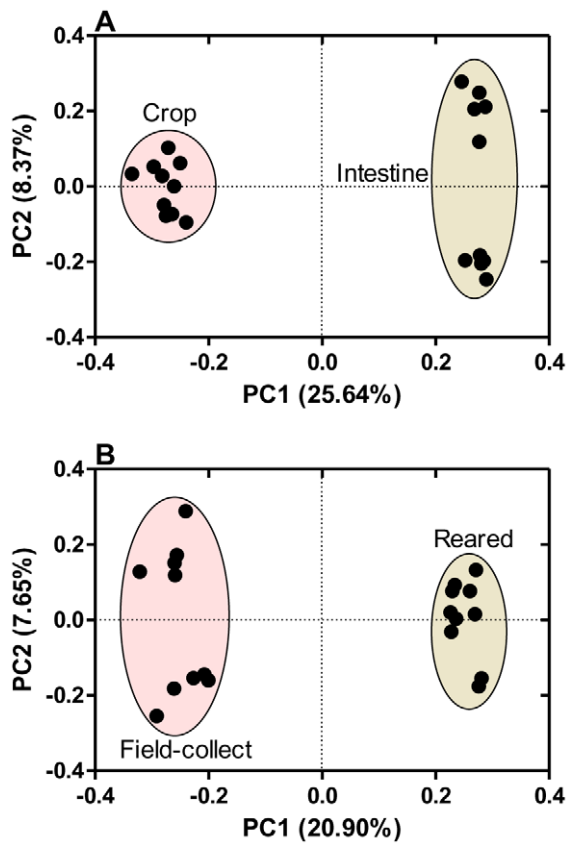 A
0.4
Crop
0.2
Intestine
0.0
-0.2
-0.4
-0.4 -0.2 0.0 0.2 0.4
PC2 (8.37%)
PC1 (25.64%)
B
0.4
Reared
0.2
0.0
-0.2
Field-collect
-0.4
-0.4 -0.2 0.0 0.2 0.4
PC2 (7.65%)
PC1 (20.90%)